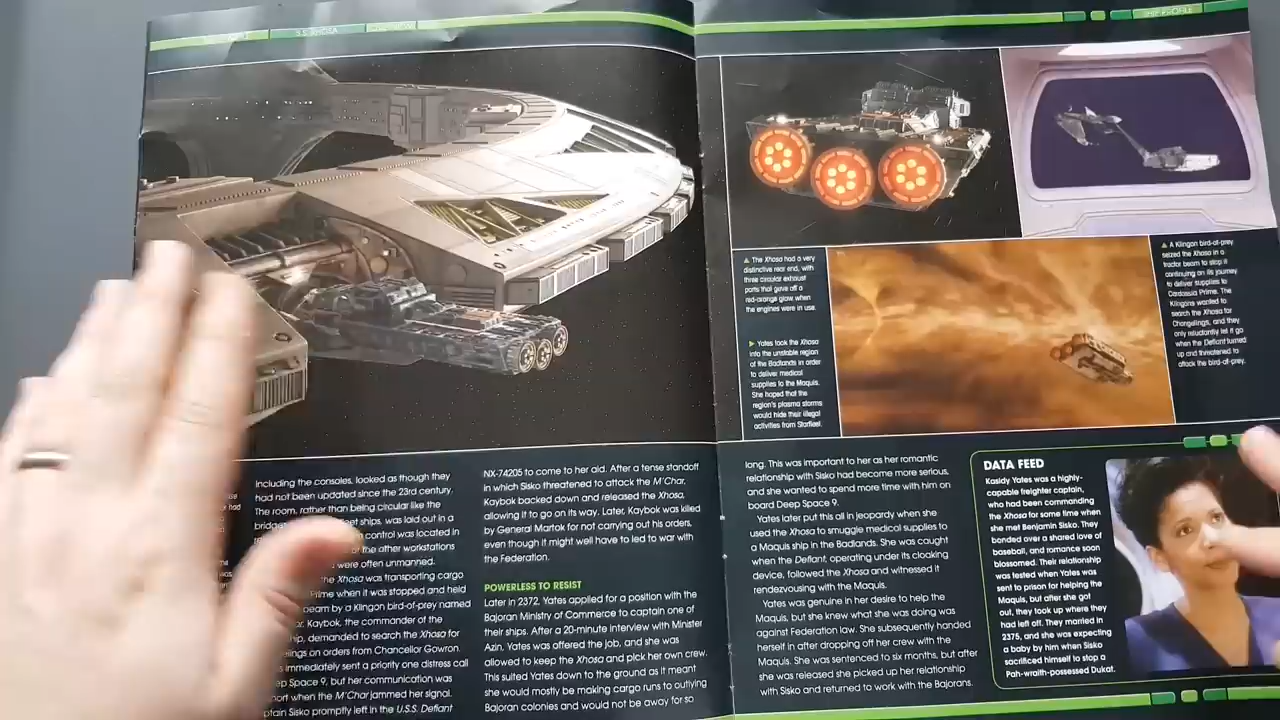 S.S. XHOSA
▲ The Xhosa had a very
distinctive rear end, with
three circular exhaust
ports that gave off a
red-orange glow when
the engines were in use.
▶ Yates took the Xhosa
into the unstable region
of the Badlands in order
to deliver medical
supplies to the Maquis.
She hoped that the
region's plasma storms
would hide their illegal
activities from Starfleet.
▲ A Klingon bird-of-prey
seized the Xhosa in a
tractor beam to stop it
continuing on its journey
to deliver supplies to
Cardassia Prime. The
Klingons wanted to
search the Xhosa for
Changelings, and they
only reluctantly let it go
when the Defiant turned
up and threatened to
attack the bird-of-prey.
including the consoles, looked as though they
had not been updated since the 23rd century.
The room, rather than being circular like the
ships, was laid out in a
control was located in
the other workstations
were often unmanned.
the Xhosa was transporting cargo
Prime when it was stopped and held
beam by a Klingon bird-of-prey named
Kaybok, the commander of the
demanded to search the Xhosa for
on orders from Chancellor Gowron.
immediately sent a priority one distress call
Space 9, but her communication was
when the M'Char jammed her signal.
Sisko promptly left in the U.S.S. Defiant
NX-74205 to come to her aid. After a tense standoff
in which Sisko threatened to attack the M'Char,
Kaybok backed down and released the Xhosa,
allowing it to go on its way. Later, Kaybok was killed
by General Martok for not carrying out his orders,
even though it might well have to led to war with
the Federation.
POWERLESS TO RESIST
Later in 2372, Yates applied for a position with the
Bajoran Ministry of Commerce to captain one of
their ships. After a 20-minute interview with Minister
Azin, Yates was offered the job, and she was
allowed to keep the Xhosa and pick her own crew.
This suited Yates down to the ground as it meant
she would mostly be making cargo runs to outlying
Bajoran colonies and would not be away for so
long. This was important to her as her romantic
relationship with Sisko had become more serious,
and she wanted to spend more time with him on
board Deep Space 9.
Yates later put this all in jeopardy when she
used the Xhosa to smuggle medical supplies to
a Maquis ship in the Badlands. She was caught
when the Defiant, operating under its cloaking
device, followed the Xhosa and witnessed it
rendezvousing with the Maquis.
Yates was genuine in her desire to help the
Maquis, but she knew what she was doing was
against Federation law. She subsequently handed
herself in after dropping off her crew with the
Maquis. She was sentenced to six months, but after
she was released she picked up her relationship
with Sisko and returned to work with the Bajorans.
DATA FEED
Kasidy Yates was a highly-
capable freighter captain,
who had been commanding
the Xhosa for some time when
she met Benjamin Sisko. They
bonded over a shared love of
baseball, and romance soon
blossomed. Their relationship
was tested when Yates was
sent to prison for helping the
Maquis, but after she got
out, they took up where they
had left off. They married in
2375, and she was expecting
a baby by him when Sisko
sacrificed himself to stop a
Pah-wraith-possessed Dukat.